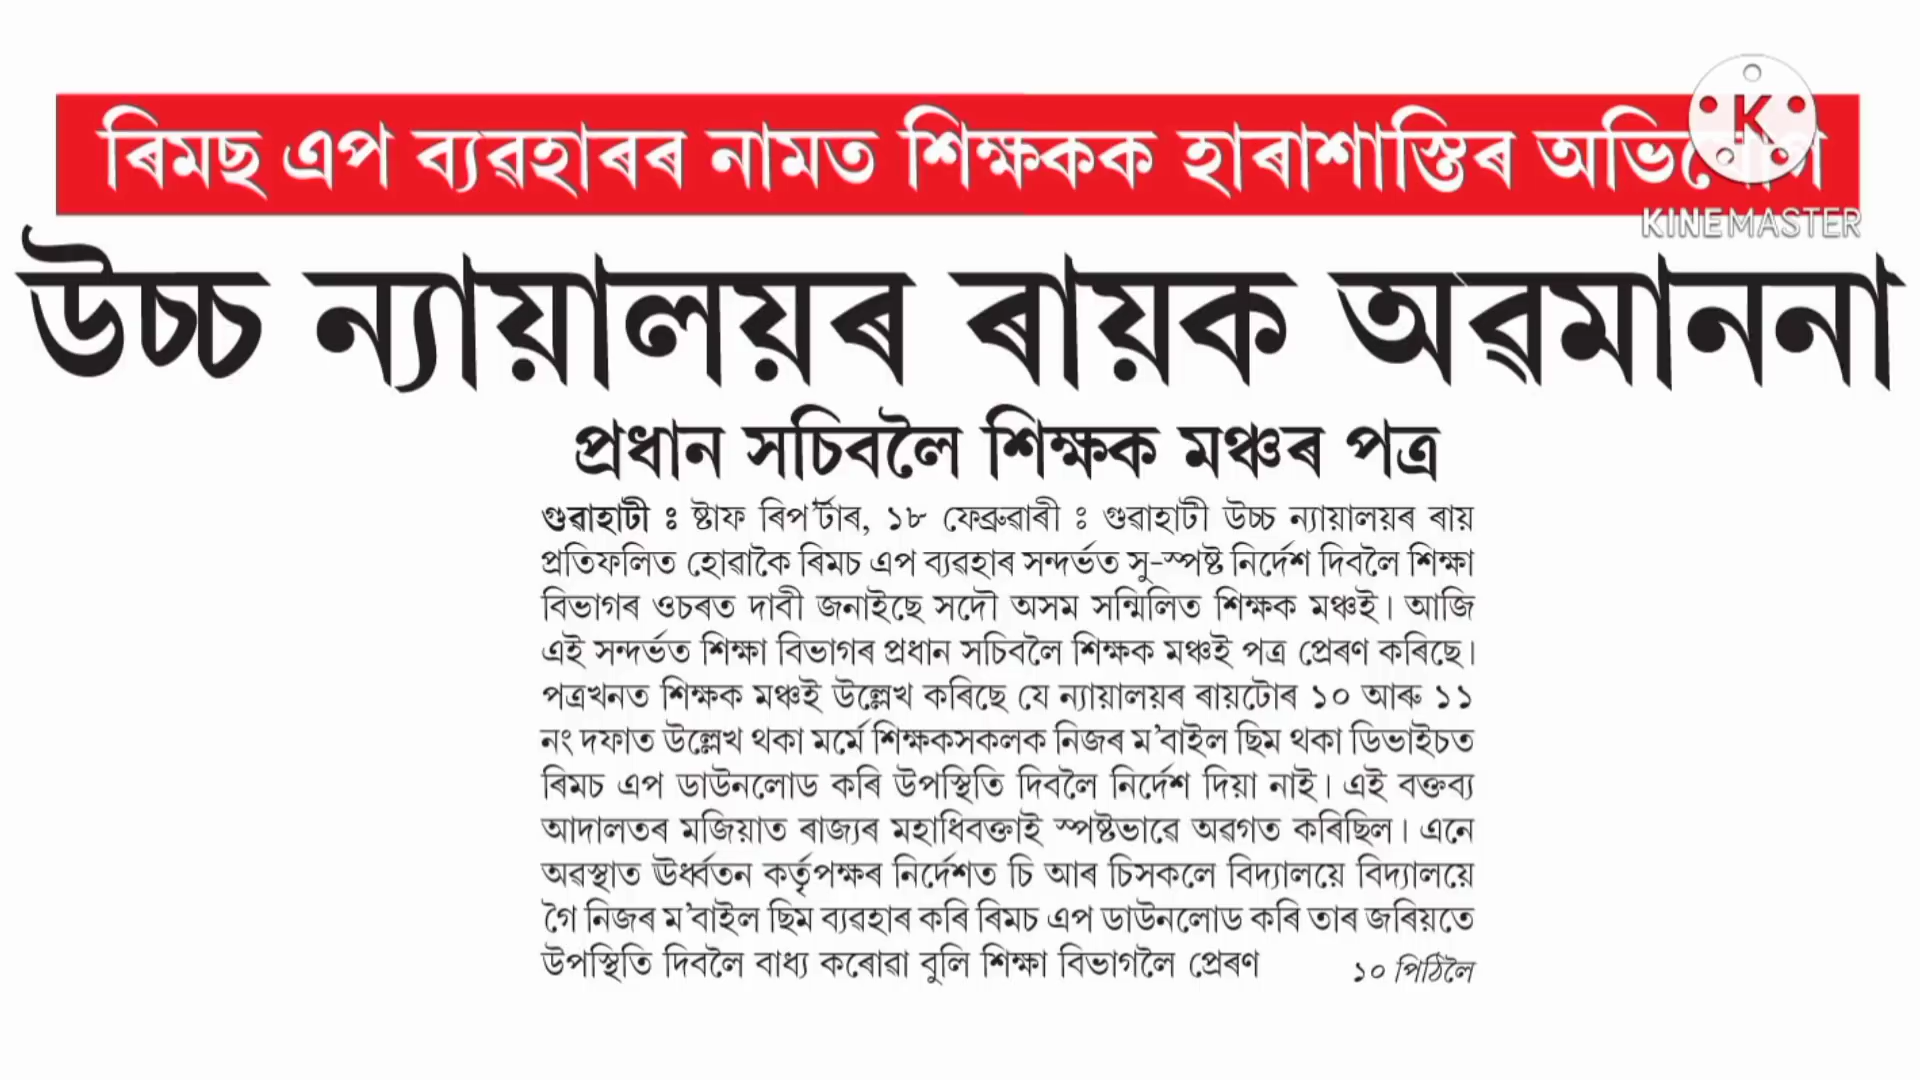 ৰিমছ এপ ব্যৱহাৰৰ নামত শিক্ষকক হাৰাশাস্তিৰ অভিযোগ
K
KINEMASTER
উচ্চ ন্যায়ালয়ৰ ৰায়ক অৱমাননা
প্ৰধান সচিবলৈ শিক্ষক মঞ্চৰ পত্ৰ
গুৱাহাটী ঃ ষ্টাফ ৰিপ'ৰ্টাৰ, ১৮ ফেব্ৰুৱাৰী ঃ গুৱাহাটী উচ্চ ন্যায়ালয়ৰ ৰায়
প্ৰতিফলিত হোৱাকৈ ৰিমচ এপ ব্যৱহাৰ সন্দৰ্ভত সু-স্পষ্ট নিৰ্দেশ দিবলৈ শিক্ষা
বিভাগৰ ওচৰত দাবী জনাইছে সদৌ অসম সন্মিলিত শিক্ষক মঞ্চই। আজি
এই সন্দৰ্ভত শিক্ষা বিভাগৰ প্ৰধান সচিবলৈ শিক্ষক মঞ্চই পত্ৰ প্ৰেৰণ কৰিছে।
পত্ৰখনত শিক্ষক মঞ্চই উল্লেখ কৰিছে যে ন্যায়ালয়ৰ ৰায়টোৰ ১০ আৰু ১১
নং দফাত উল্লেখ থকা মৰ্মে শিক্ষকসকলক নিজৰ ম'বাইল ছিম থকা ডিভাইচত
ৰিমচ এপ ডাউনলোড কৰি উপস্থিতি দিবলৈ নিৰ্দেশ দিয়া নাই। এই বক্তব্য
আদালতৰ মজিয়াত ৰাজ্যৰ মহাধিবক্তাই স্পষ্টভাৱে অৱগত কৰিছিল। এনে
অৱস্থাত ঊৰ্ধ্বতন কৰ্তৃপক্ষৰ নিৰ্দেশত চি আৰ চিসকলে বিদ্যালয়ে বিদ্যালয়ে
গৈ নিজৰ ম'বাইল ছিম ব্যৱহাৰ কৰি ৰিমচ এপ ডাউনলোড কৰি তাৰ জৰিয়তে
উপস্থিতি দিবলৈ বাধ্য কৰোৱা বুলি শিক্ষা বিভাগলৈ প্ৰেৰণ ১০ পিঠিলৈ